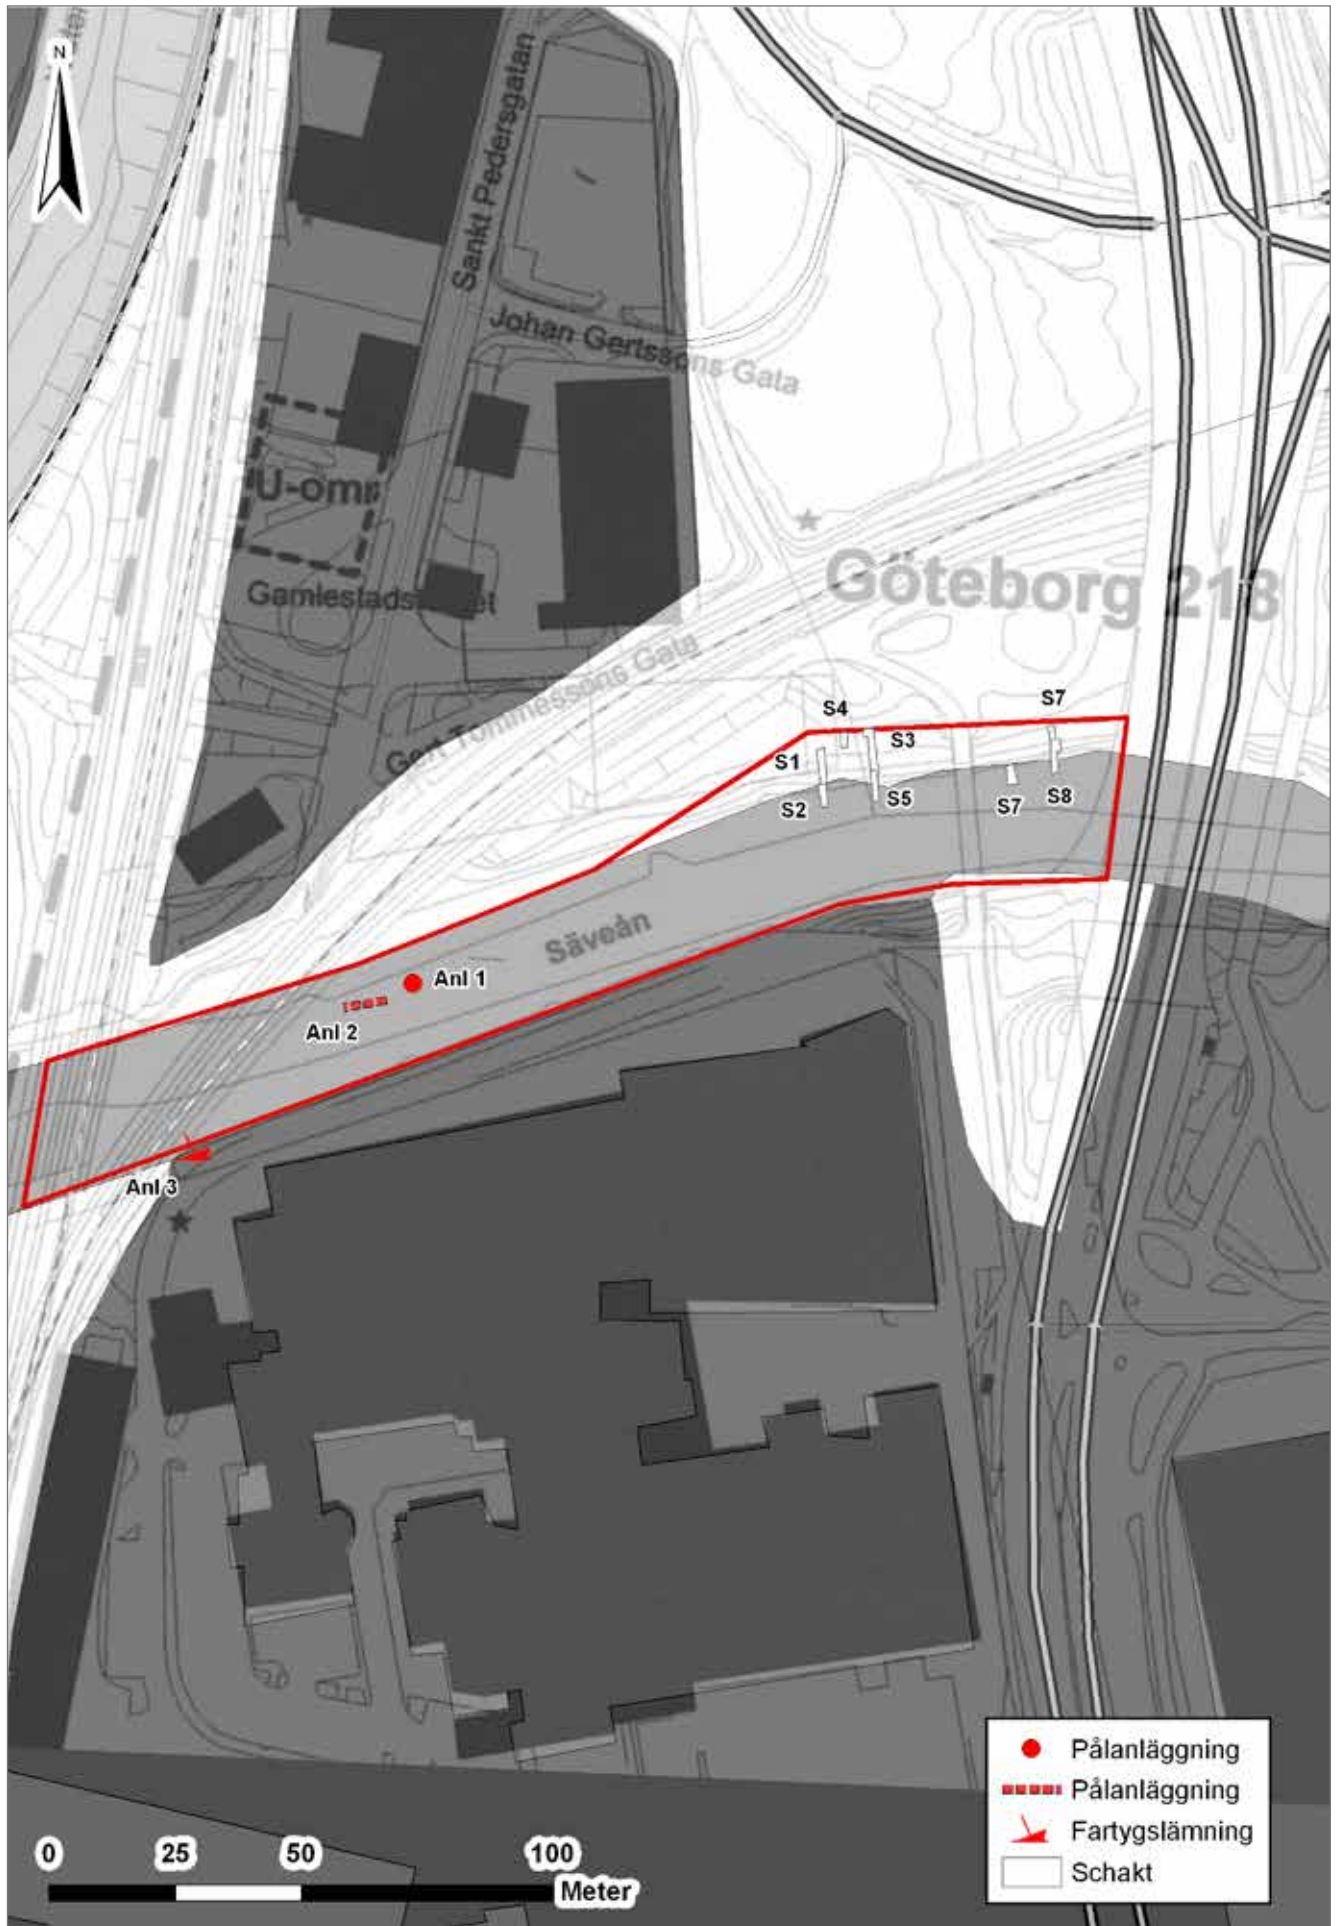 N
Sankt Pedersgatan
Johan Gertssons Gata
U-omr
Göteborg 218
Gert Tommessons Gata
S4
S7
S1
S3
S2
S5
S7
S8
Säveån
Anl 1
Anl 2
Anl 3
Pålanläggning
Pålanläggning
Fartygslämning
Schakt
0 25 50 100
Meter